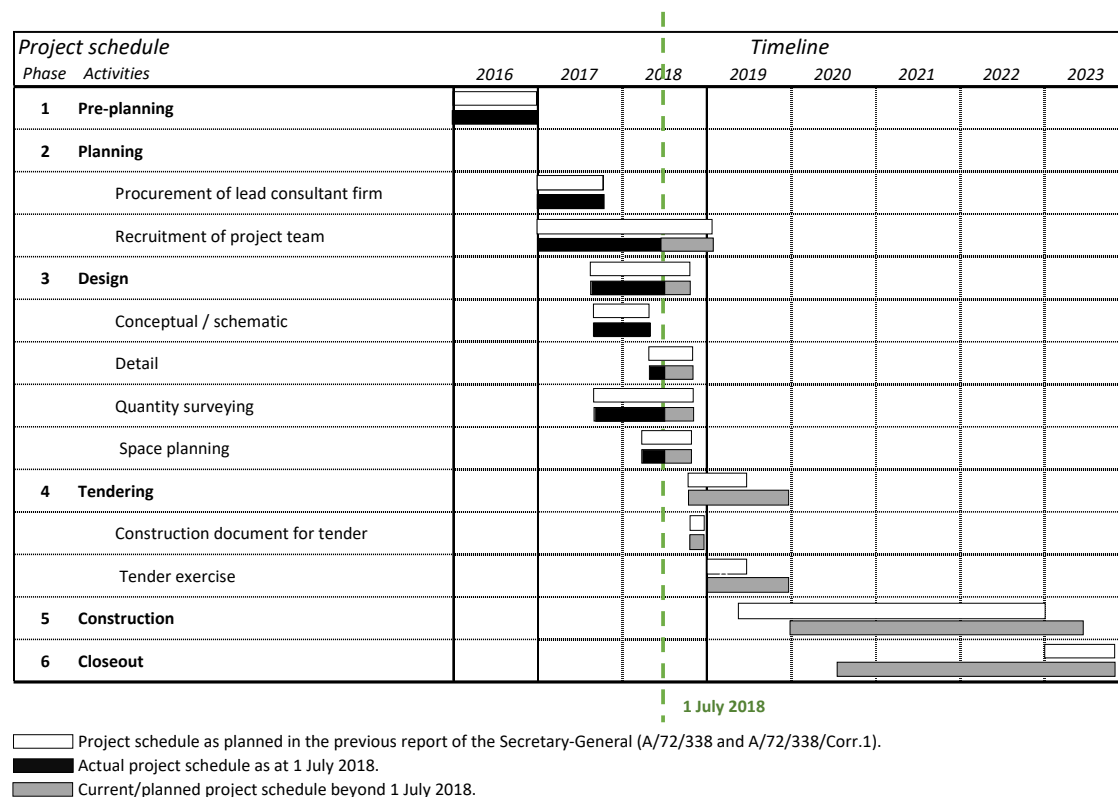 Project schedule Timeline
Phase Activities 2016 2017 2018 2019 2020 2021 2022 2023
1 Pre-planning
2 Planning
Procurement of lead consultant firm
Recruitment of project team
3 Design
Conceptual / schematic
Detail
Quantity surveying
Space planning
4 Tendering
Construction document for tender
Tender exercise
5 Construction
6 Closeout
1 July 2018
Project schedule as planned in the previous report of the Secretary-General (A/72/338 and A/72/338/Corr.1).
Actual project schedule as at 1 July 2018.
Current/planned project schedule beyond 1 July 2018.